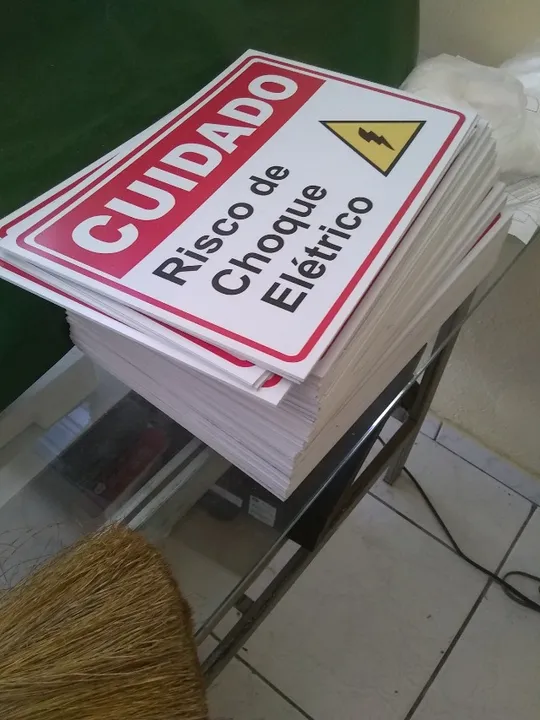 CUIDADO
Risco de
Choque
Elétrico